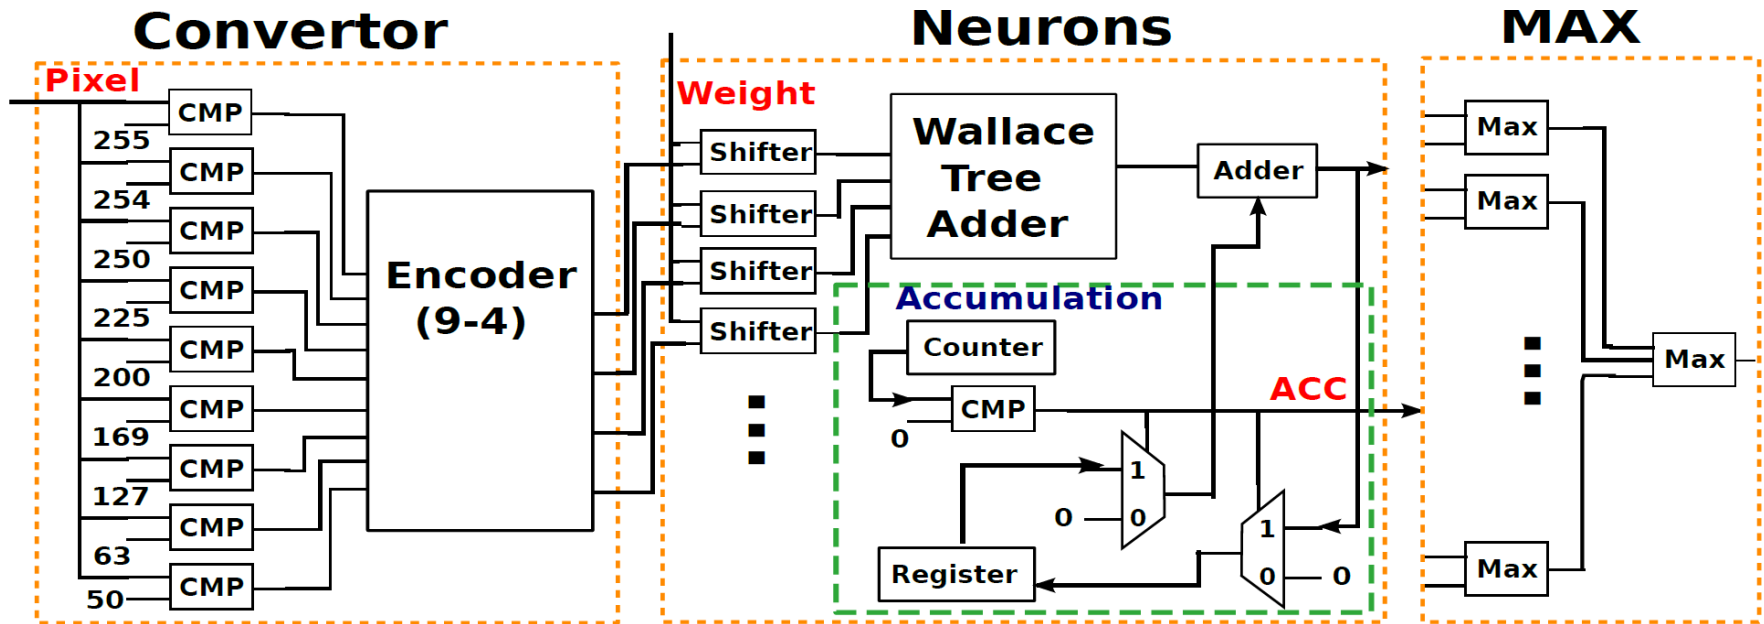 Convertor
Neurons
MAX
Pixel
CMP
255
CMP
254
CMP
250
CMP
225
CMP
200
CMP
169
CMP
127
CMP
63
CMP
50
Encoder
(9-4)
Weight
Shifter
Shifter
Shifter
Shifter
Wallace
Tree
Adder
Adder
Accumulation
Counter
CMP
0
ACC
1
0
0
1
0
0
Register
Max
Max
Max
Max